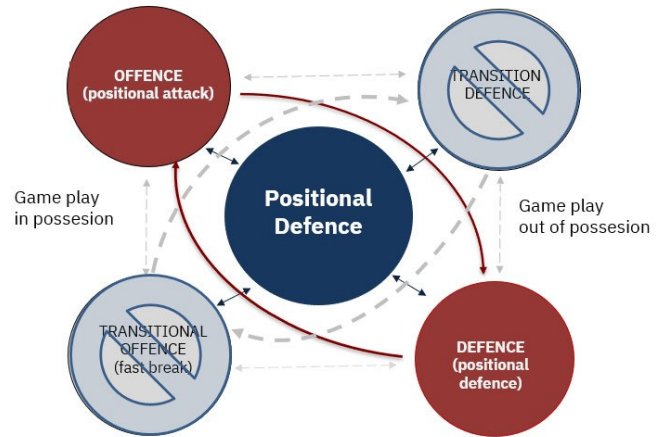 OFFENCE
(positional attack)
TRANSITION
DEFENCE
Positional
Defence
Game play
in possesion
Game play
out of possesion
TRANSITIONAL
OFFENCE
(fast break)
DEFENCE
(positional
defence)